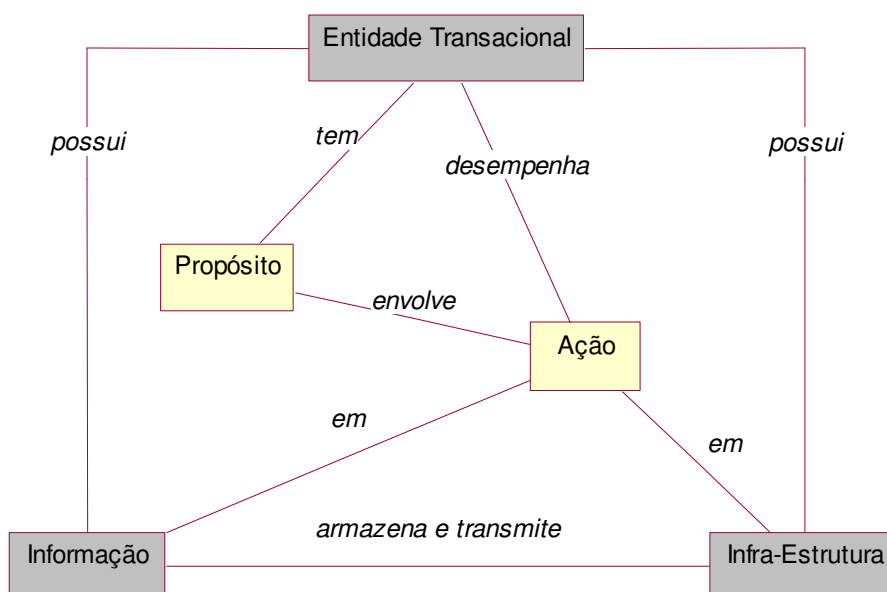 Entidade Transacional
possui
tem
desempenha
possui
Propósito
envolve
Ação
em
em
armazena e transmite
Informação
Infra-Estrutura